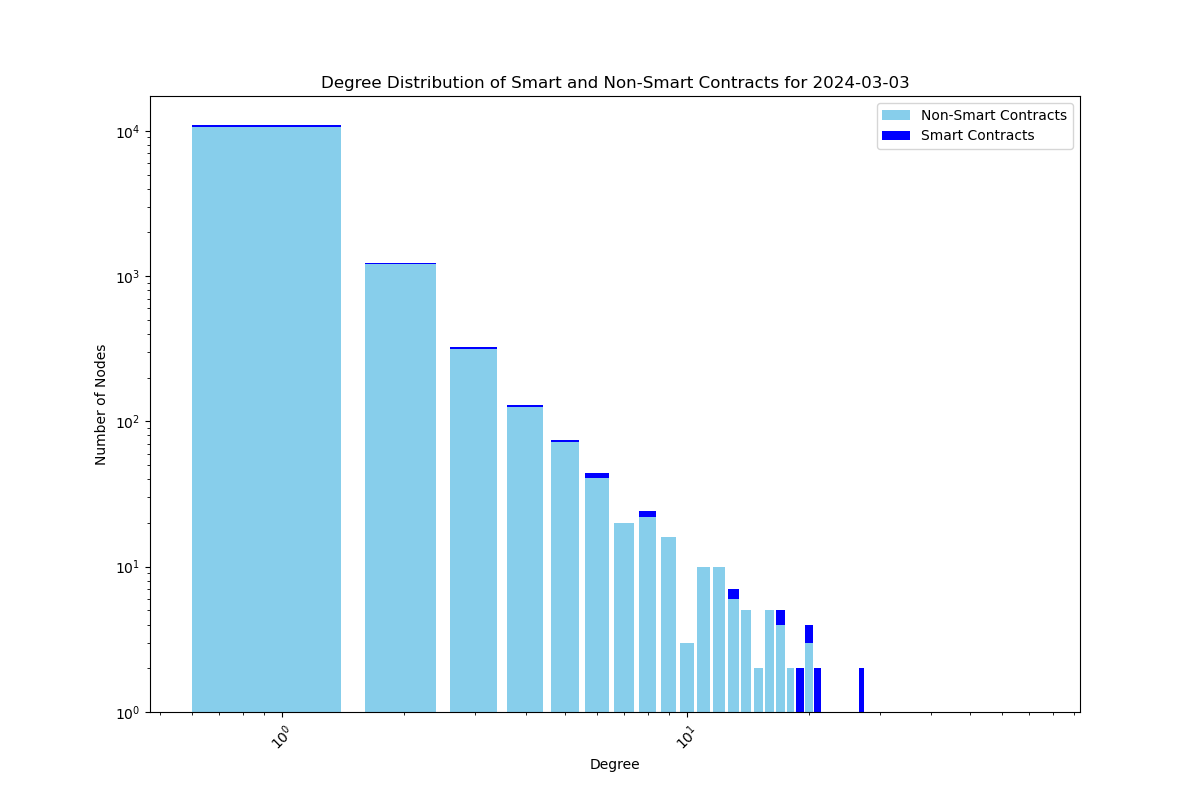 Degree Distribution of Smart and Non-Smart Contracts for 2024-03-03
Non-Smart Contracts
Smart Contracts
Number of Nodes
10⁴
10³
10²
10¹
10⁰
10⁰
10¹
Degree